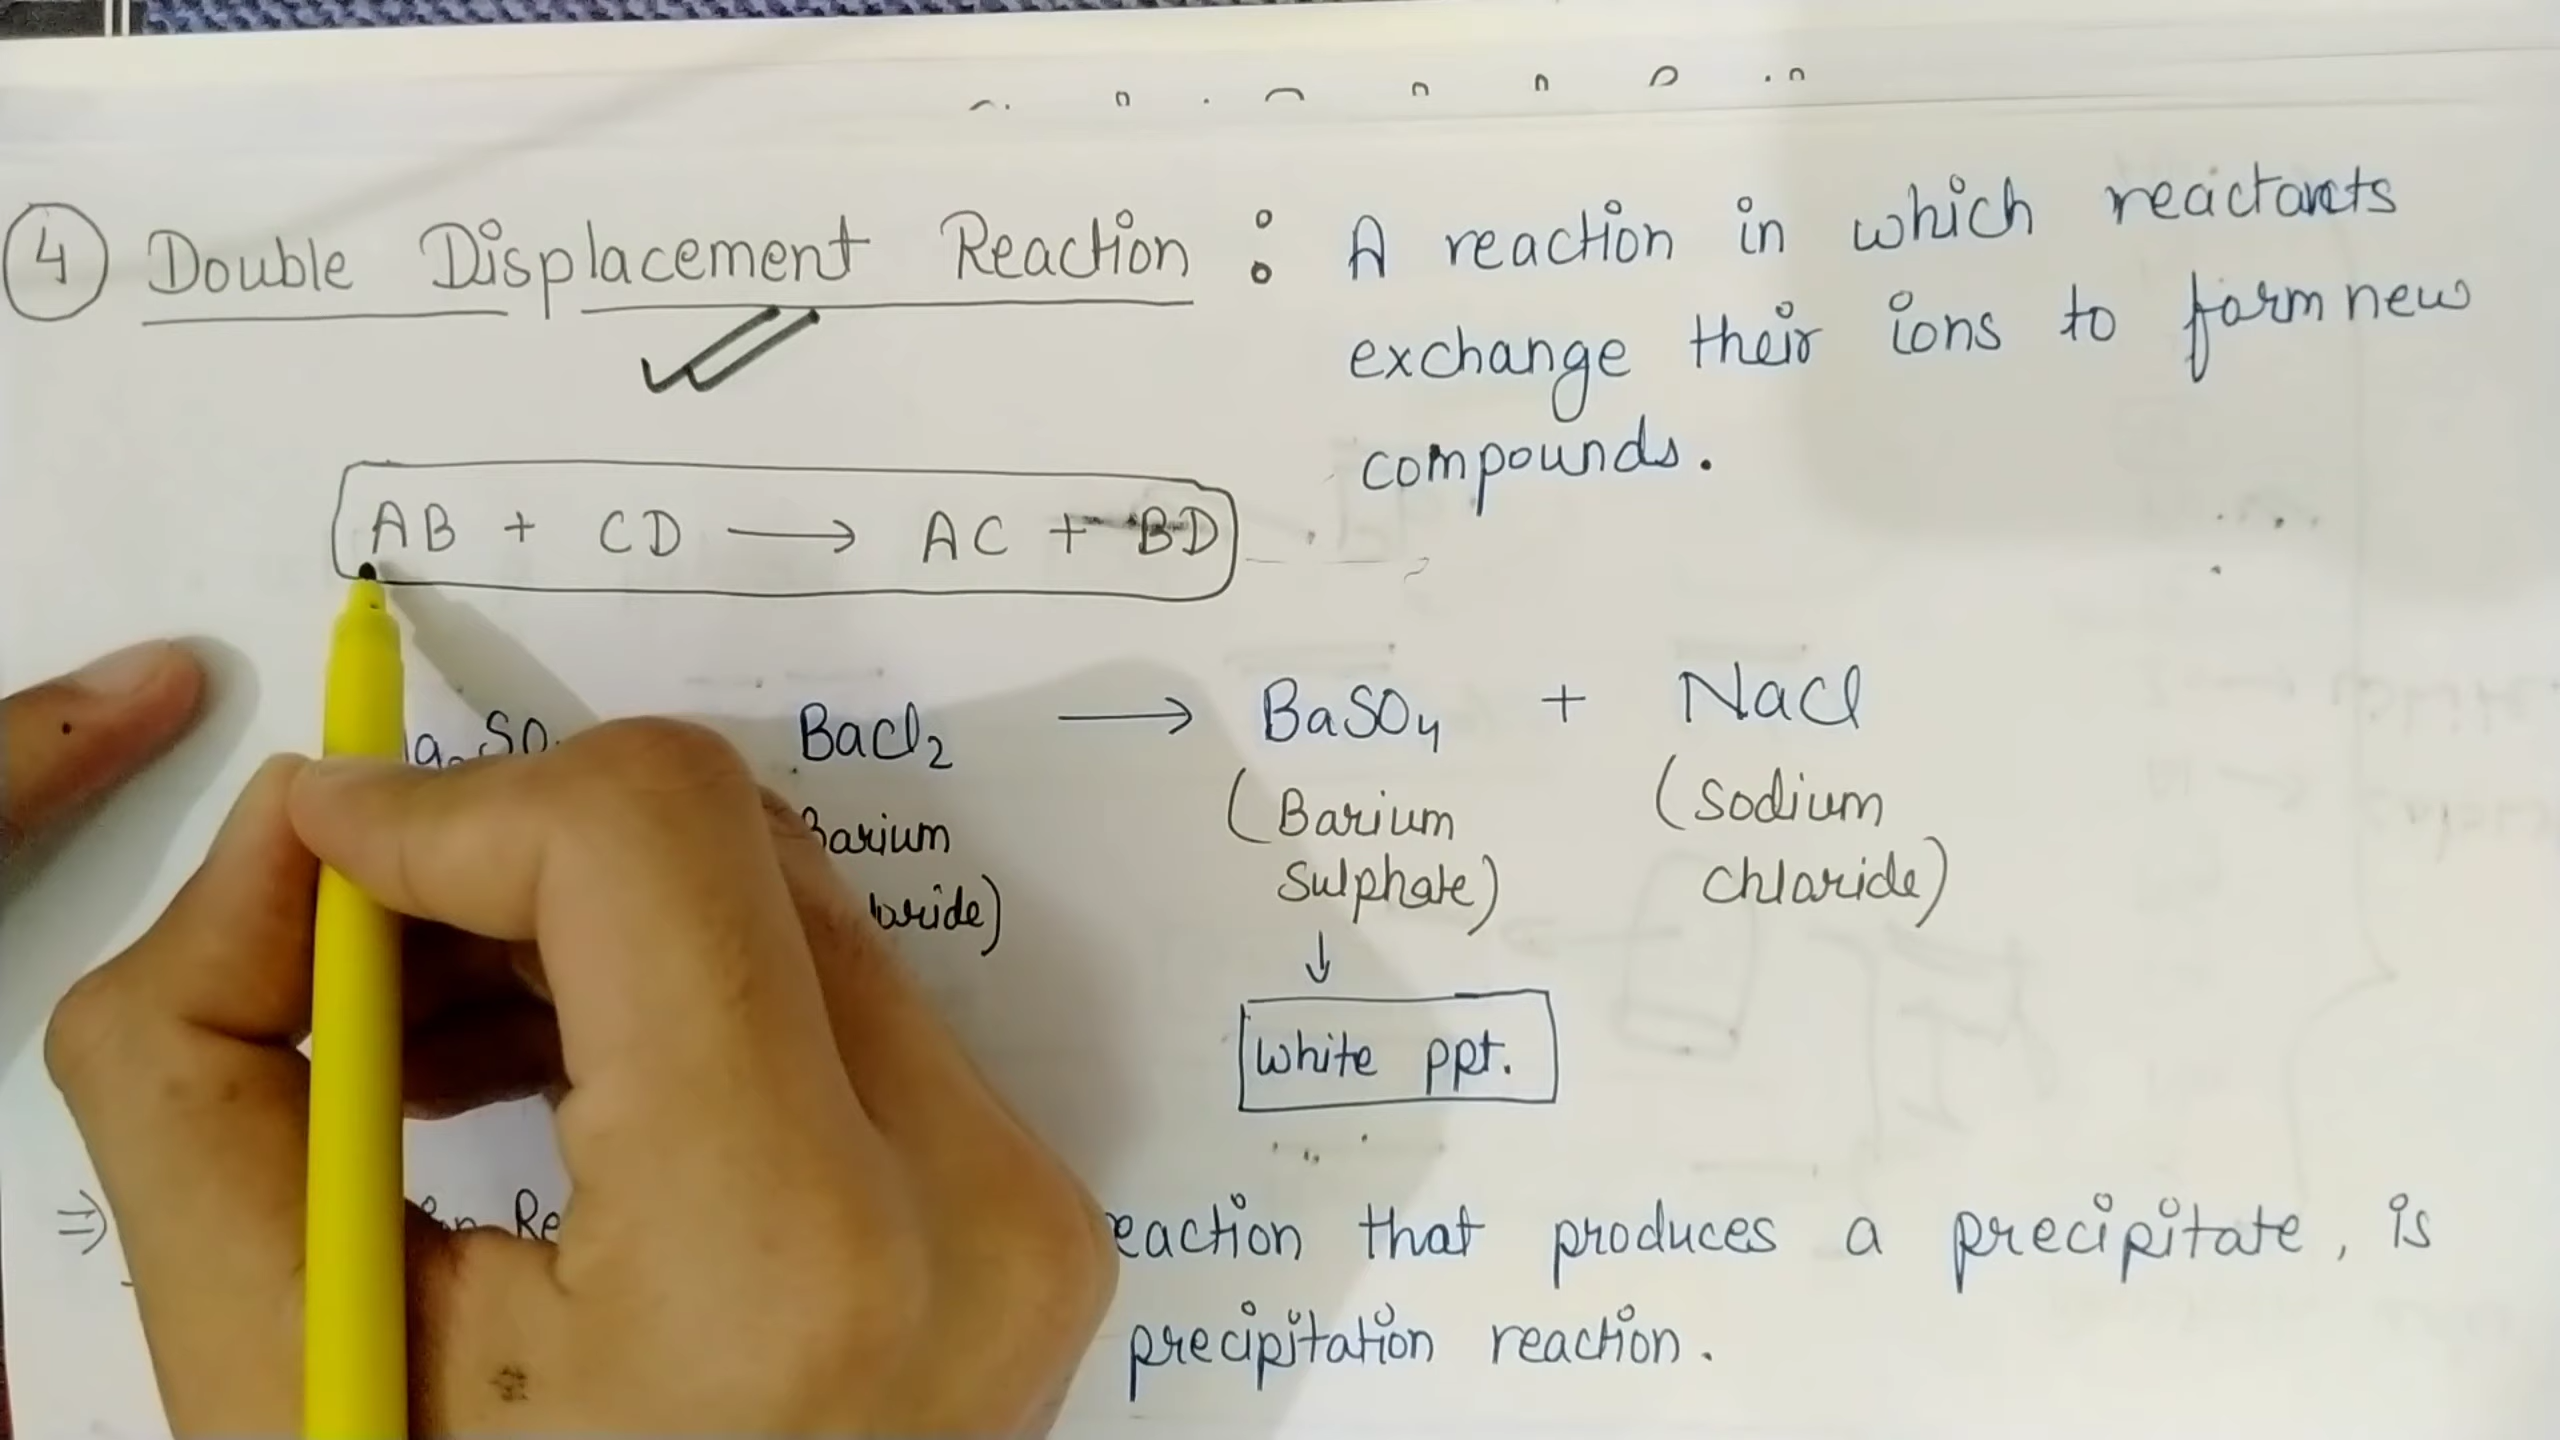 4 Double Displacement Reaction : A reaction in which reactants
exchange their ions to form new
compounds.
AB + CD → AC + BD
BaCl2 → BaSO4 + NaCl
Barium (Barium (Sodium
Sulphate) chloride)
↓
White ppt.
⇒ that produces a precipitate, is
precipitation reaction.